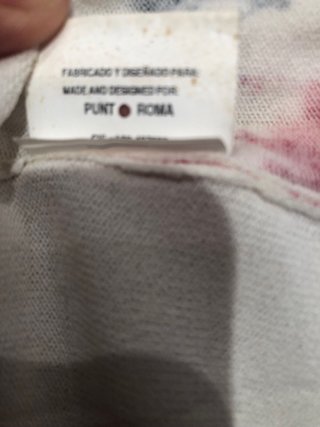 FABRICADO Y DISEÑADO PARA:
MADE AND DESIGNED FOR:
PUNT ROMA